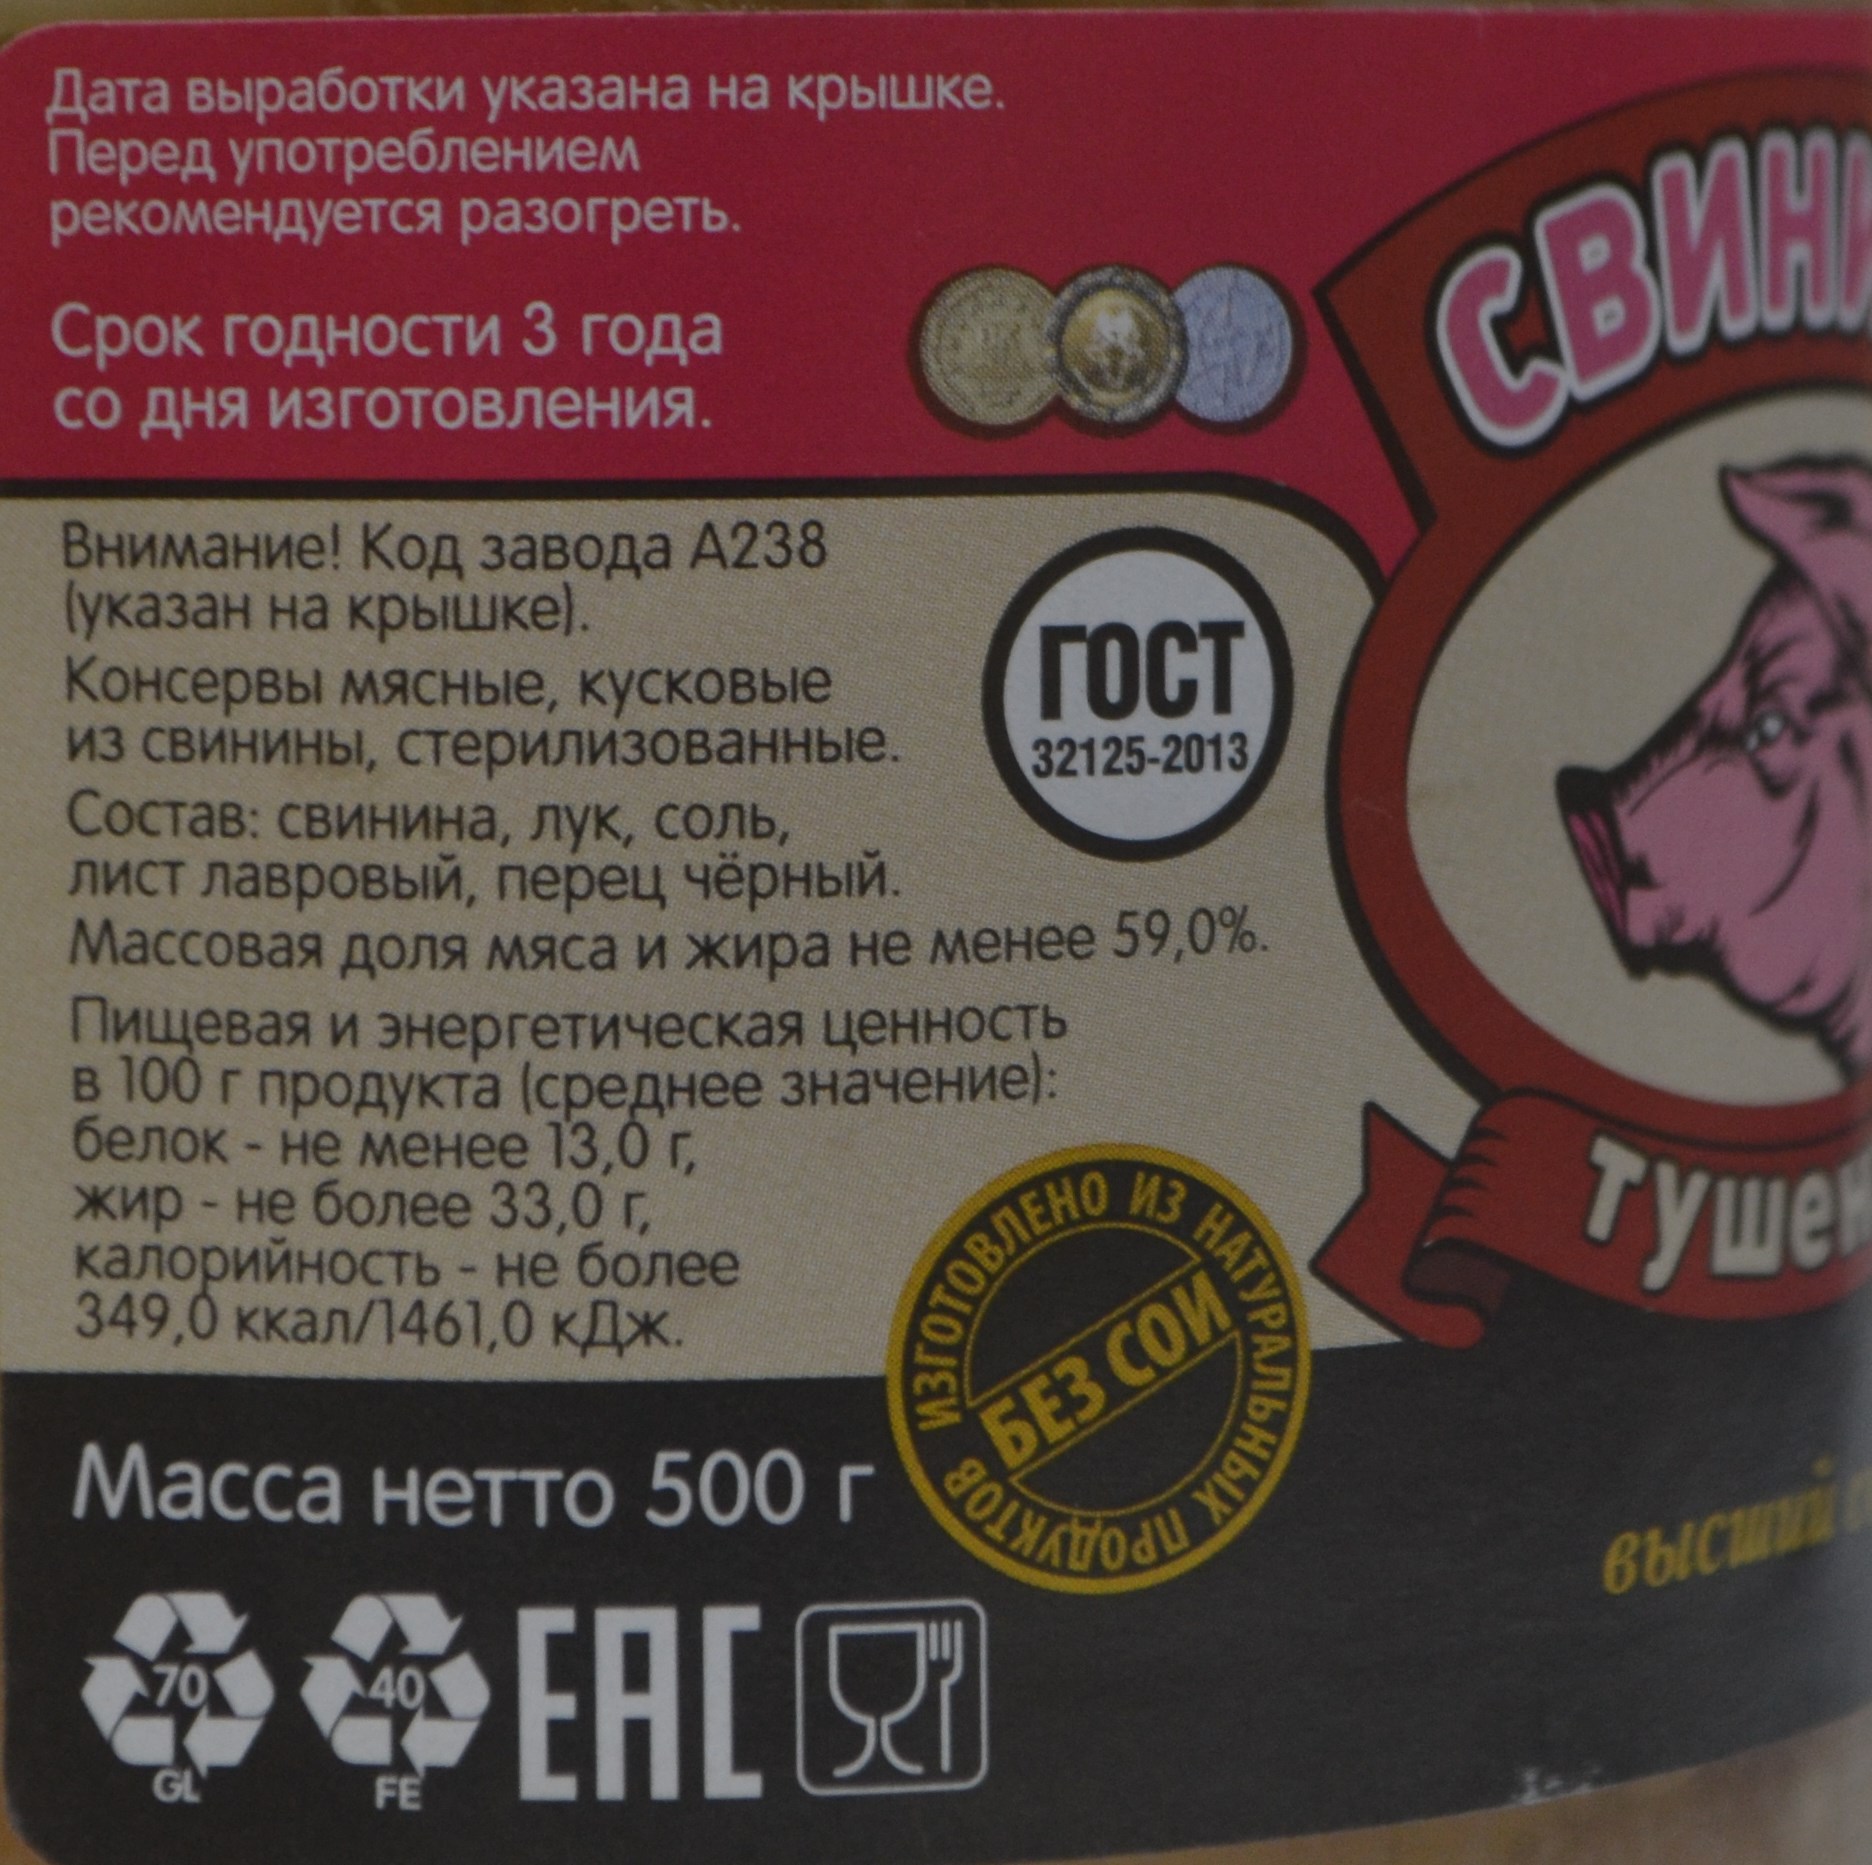 Дата выработки указана на крышке.
Перед употреблением
рекомендуется разогреть.
Срок годности 3 года
со дня изготовления.
Внимание! Код завода А238
(указан на крышке).
Консервы мясные, кусковые
из свинины, стерилизованные.
Состав: свинина, лук, соль,
лист лавровый, перец чёрный.
Массовая доля мяса и жира не менее 59,0%.
Пищевая и энергетическая ценность
в 100 г продукта (среднее значение):
белок - не менее 13,0 г,
жир - не более 33,0 г,
калорийность - не более
349,0 ккал/1461,0 кДж.
ГОСТ
32125-2013
ИЗГОТОВЛЕНО ИЗ НАТУРАЛЬНЫХ ПРОДУКТОВ
БЕЗ СОИ
Масса нетто 500 г
70
GL
40
FE
ЕАС
СВИНИ
тушен
высший